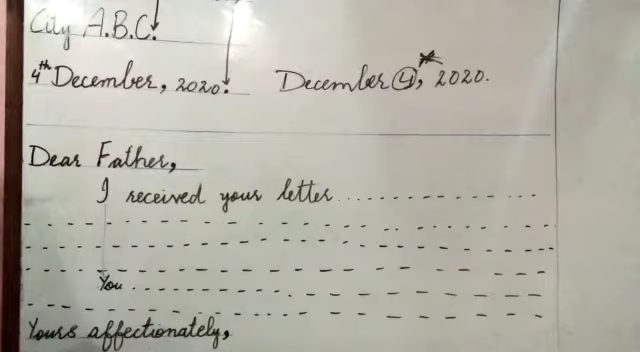 City A.B.C.
4th December, 2020. December 4, 2020.
Dear Father,
I received your letter..............
You ..............
Yours affectionately,